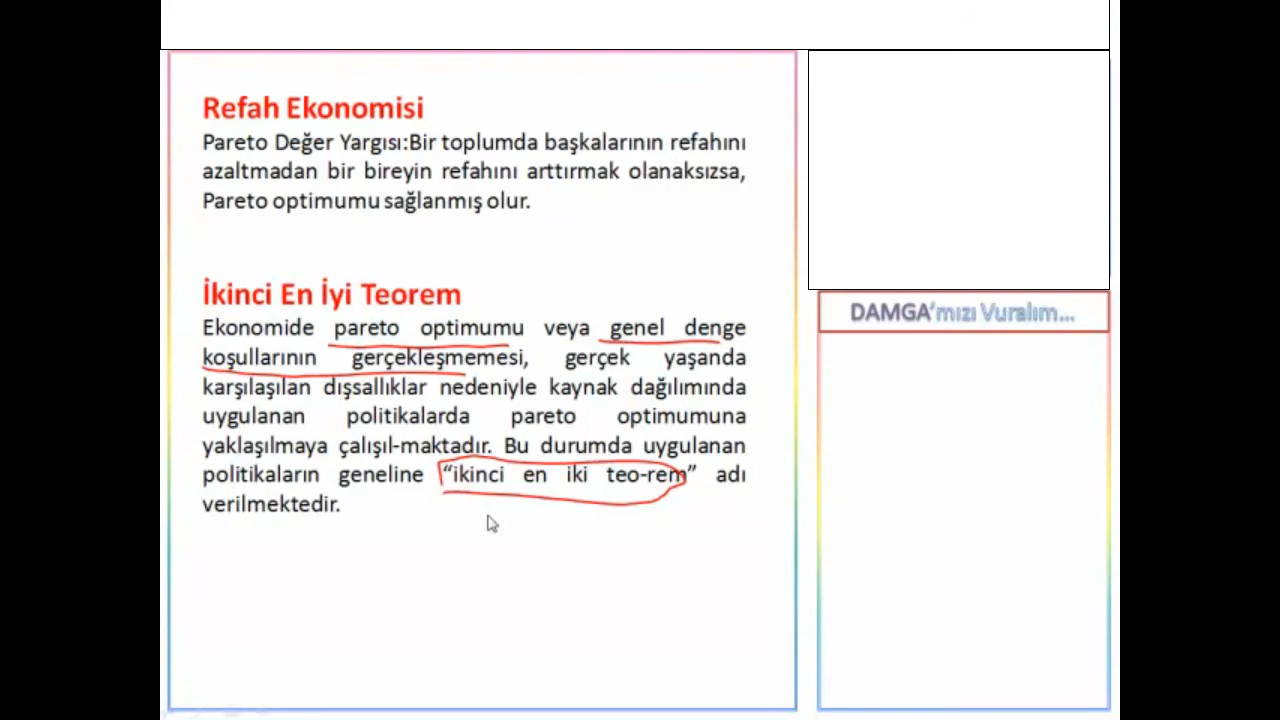 Refah Ekonomisi
Pareto Değer Yargısı:Bir toplumda başkalarının refahını
azaltmadan bir bireyin refahını arttırmak olanaksızsa,
Pareto optimumu sağlanmış olur.
İkinci En İyi Teorem
Ekonomide pareto optimumu veya genel denge
koşullarının gerçekleşmemesi, gerçek yaşanda
karşılaşılan dışsallıklar nedeniyle kaynak dağılımında
uygulanan politikalarda pareto optimumuna
yaklaşılmaya çalışıl-maktadır. Bu durumda uygulanan
politikaların geneline “ikinci en iki teo-rem” adı
verilmektedir.
DAMGA’mızı Vuralım...